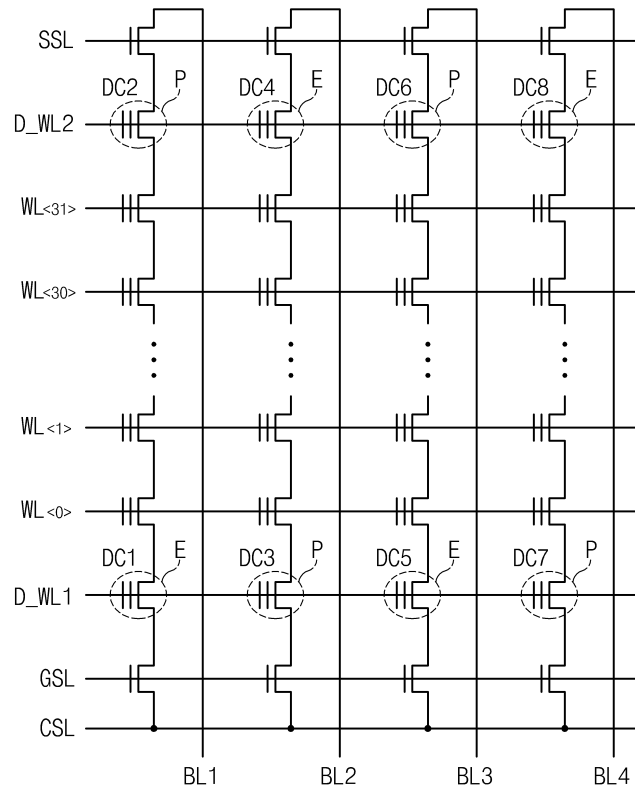 SSL
DC2 P DC4 E DC6 P DC8 E
D_WL2
WL<31>
WL<30>
WL<1>
WL<0>
DC1 E DC3 P DC5 E DC7 P
D_WL1
GSL
CSL
BL1 BL2 BL3 BL4